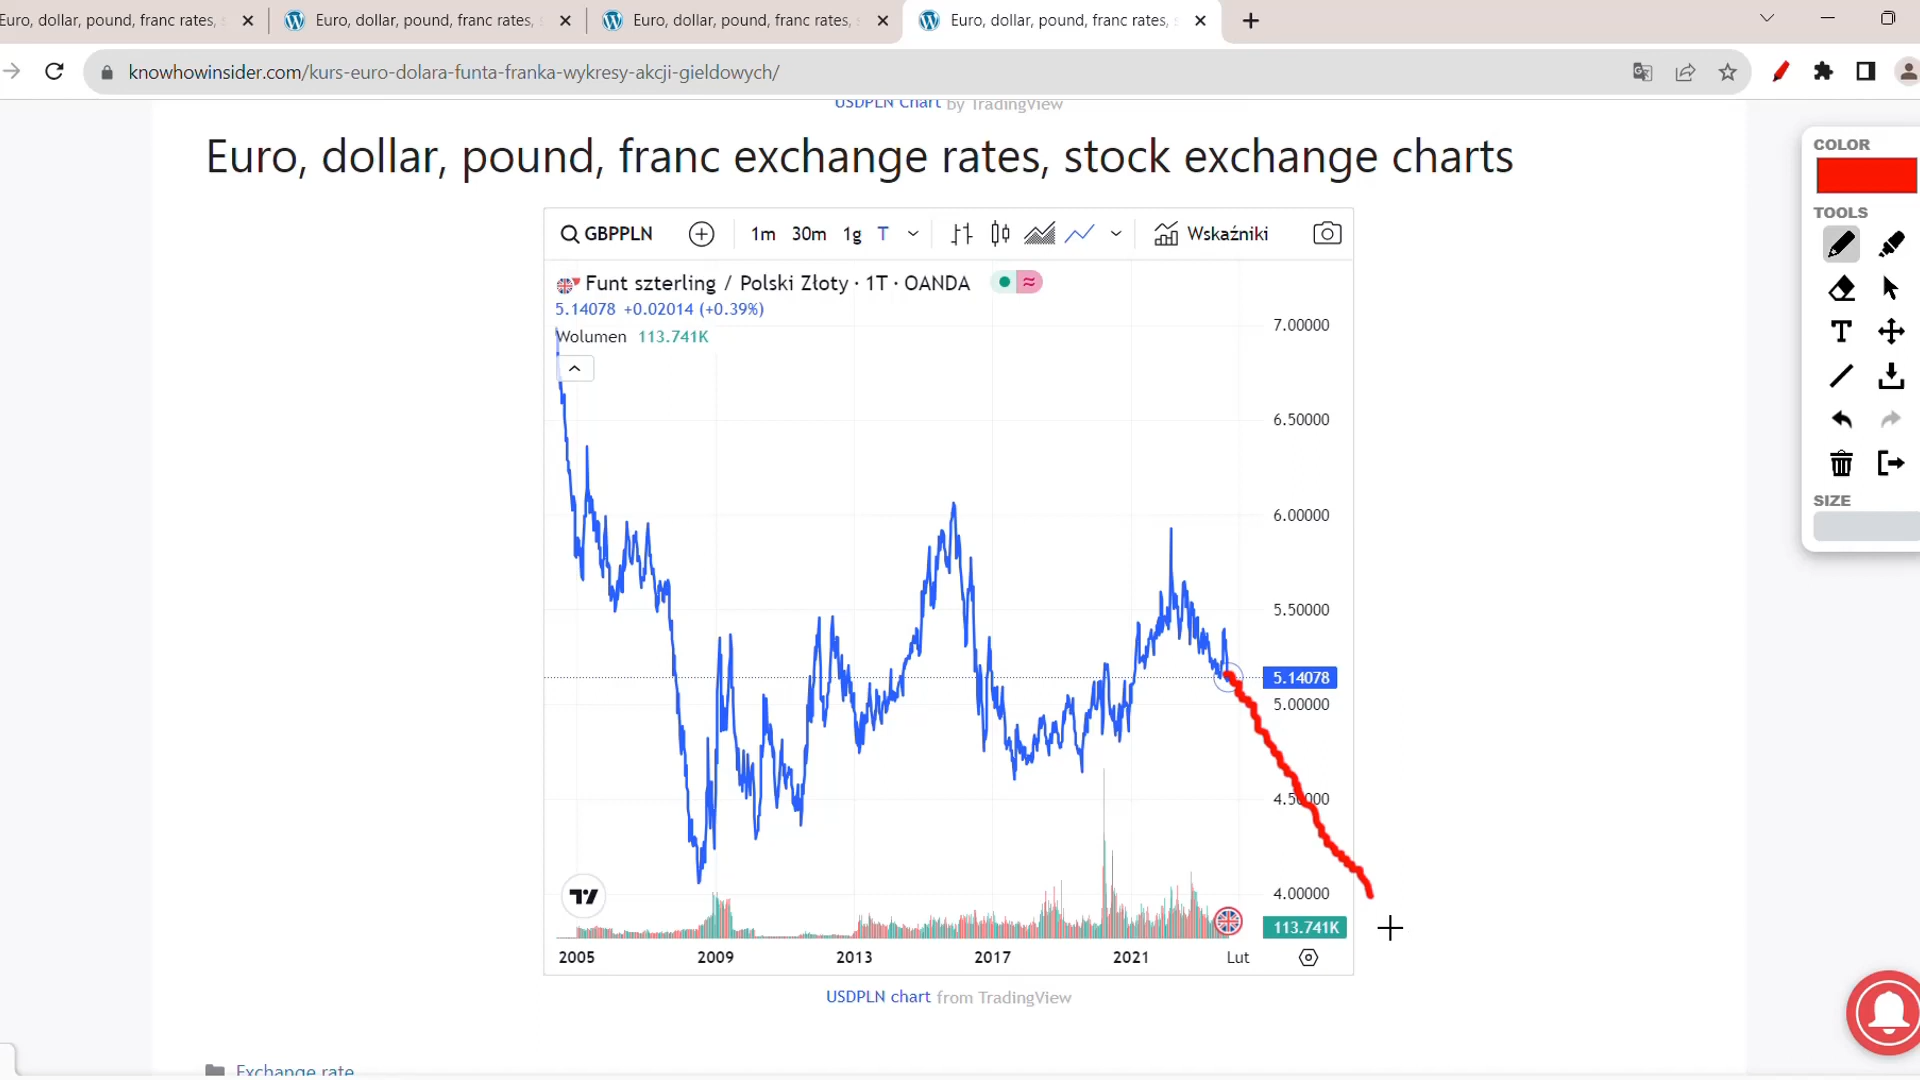 Euro, dollar, pound, franc rates,
Euro, dollar, pound, franc rates,
Euro, dollar, pound, franc rates,
Euro, dollar, pound, franc rates,
knowhowinsider.com/kurs-euro-dolara-funta-franka-wykresy-akcji-gieldowych/
USDPLN Chart by TradingView
Euro, dollar, pound, franc exchange rates, stock exchange charts
COLOR
TOOLS
SIZE
GBPPLN 1m 30m 1g T Wskaźniki
Funt szterling / Polski Złoty · 1T · OANDA
5.14078 +0.02014 (+0.39%)
Wolumen 113.741K
7.00000
6.50000
6.00000
5.50000
5.14078
5.00000
4.50000
4.00000
113.741K
2005 2009 2013 2017 2021 Lut
USDPLN chart from TradingView
Exchange rate